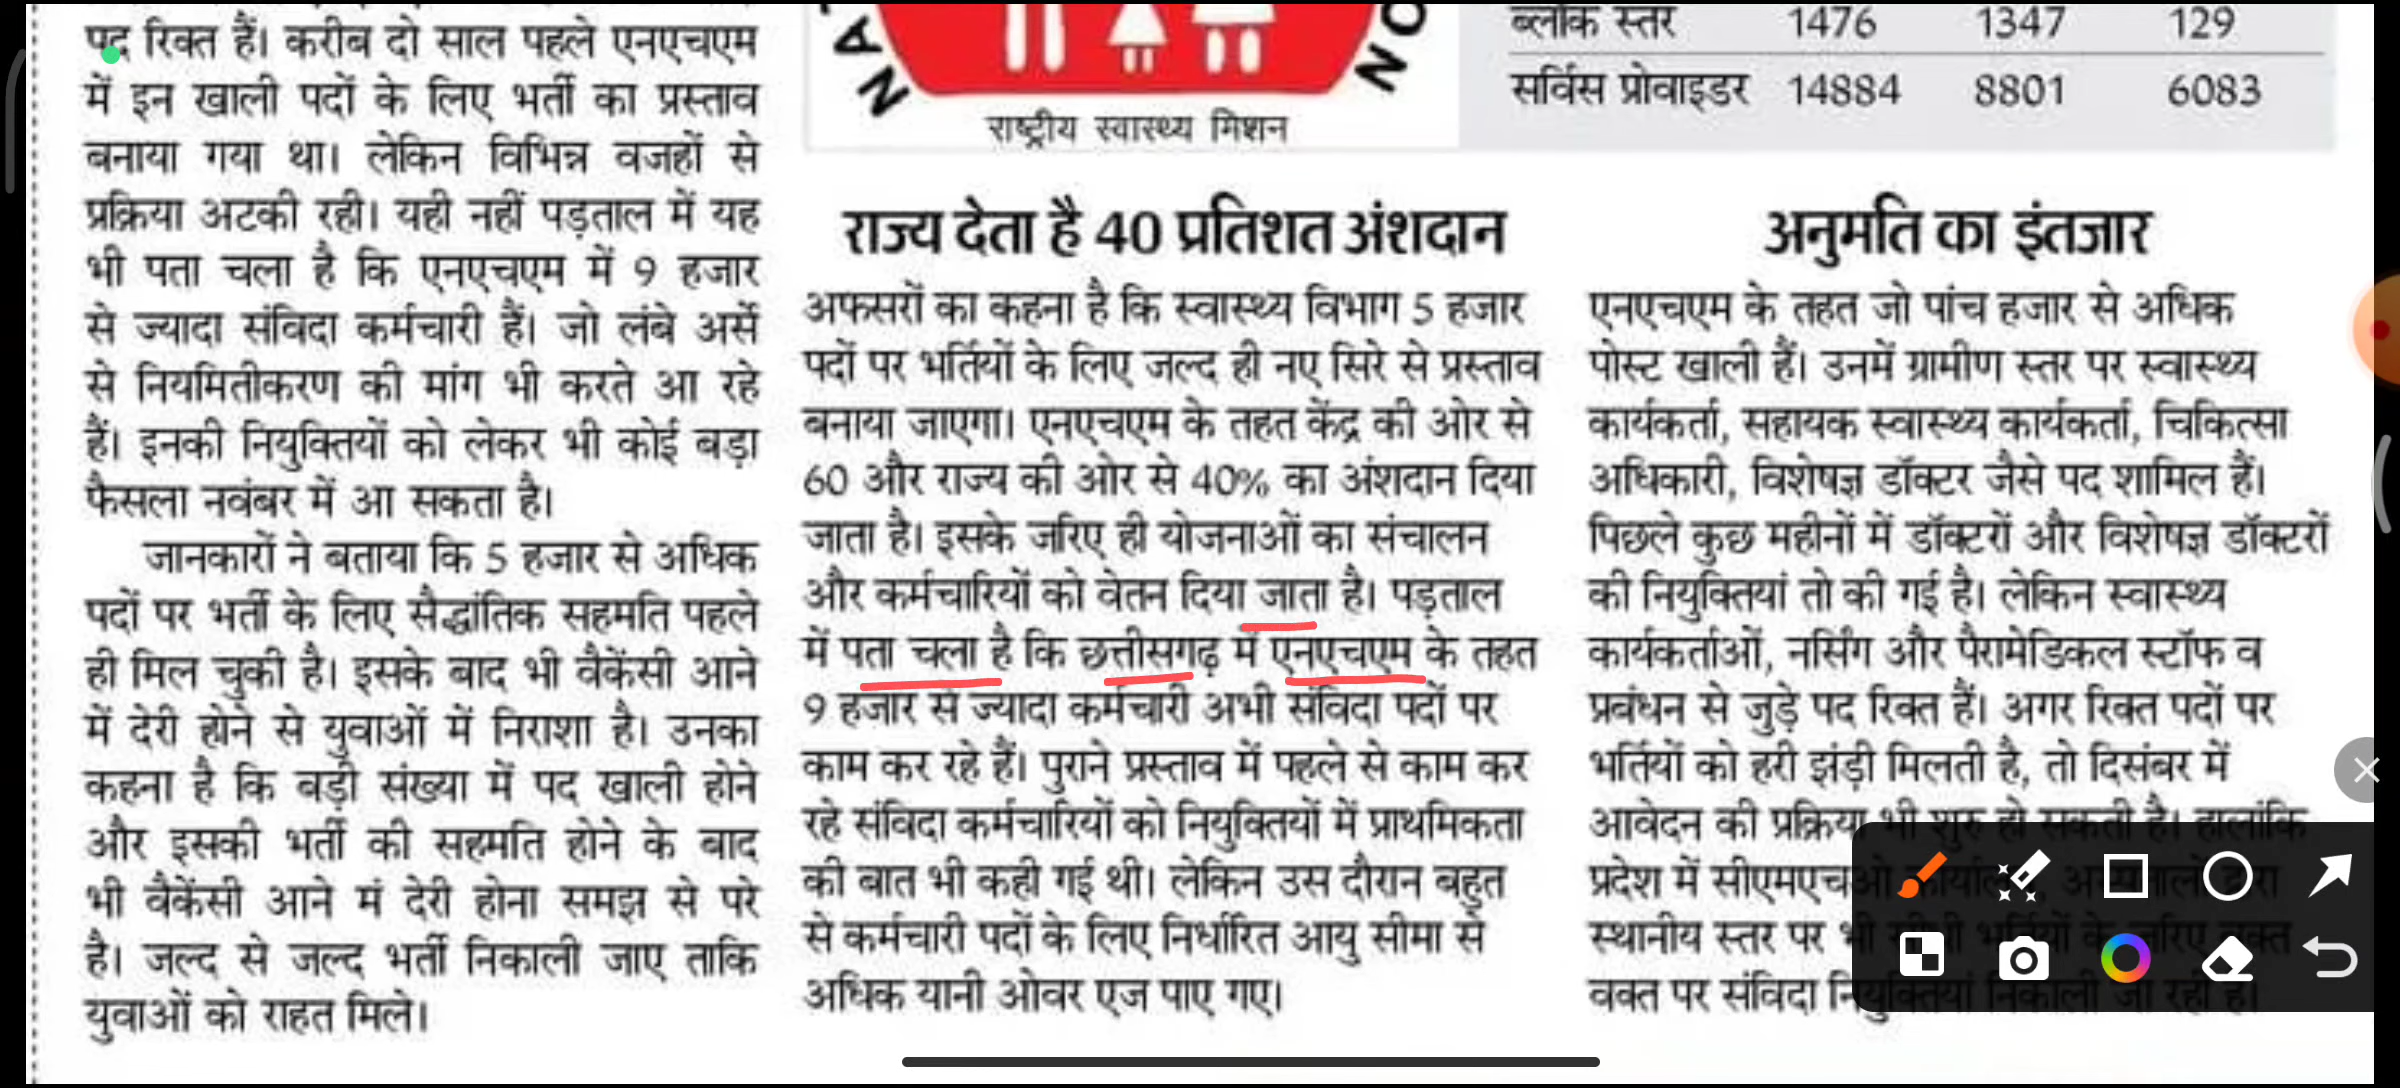 पद रिक्त हैं। करीब दो साल पहले एनएचएम
में इन खाली पदों के लिए भर्ती का प्रस्ताव
बनाया गया था। लेकिन विभिन्न वजहों से
प्रक्रिया अटकी रही। यही नहीं पड़ताल में यह
भी पता चला है कि एनएचएम में 9 हजार
से ज्यादा संविदा कर्मचारी हैं। जो लंबे अर्से
से नियमितीकरण की मांग भी करते आ रहे
हैं। इनकी नियुक्तियों को लेकर भी कोई बड़ा
फैसला नवंबर में आ सकता है।
जानकारों ने बताया कि 5 हजार से अधिक
पदों पर भर्ती के लिए सैद्धांतिक सहमति पहले
ही मिल चुकी है। इसके बाद भी वैकेंसी आने
में देरी होने से युवाओं में निराशा है। उनका
कहना है कि बड़ी संख्या में पद खाली होने
और इसकी भर्ती की सहमति होने के बाद
भी वैकेंसी आने मं देरी होना समझ से परे
है। जल्द से जल्द भर्ती निकाली जाए ताकि
युवाओं को राहत मिले।
राष्ट्रीय स्वास्थ्य मिशन
ब्लॉक स्तर 1476 1347 129
सर्विस प्रोवाइडर 14884 8801 6083
राज्य देता है 40 प्रतिशत अंशदान
अफसरों का कहना है कि स्वास्थ्य विभाग 5 हजार
पदों पर भर्तियों के लिए जल्द ही नए सिरे से प्रस्ताव
बनाया जाएगा। एनएचएम के तहत केंद्र की ओर से
60 और राज्य की ओर से 40% का अंशदान दिया
जाता है। इसके जरिए ही योजनाओं का संचालन
और कर्मचारियों को वेतन दिया जाता है। पड़ताल
में पता चला है कि छत्तीसगढ़ में एनएचएम के तहत
9 हजार से ज्यादा कर्मचारी अभी संविदा पदों पर
काम कर रहे हैं। पुराने प्रस्ताव में पहले से काम कर
रहे संविदा कर्मचारियों को नियुक्तियों में प्राथमिकता
की बात भी कही गई थी। लेकिन उस दौरान बहुत
से कर्मचारी पदों के लिए निर्धारित आयु सीमा से
अधिक यानी ओवर एज पाए गए।
अनुमति का इंतजार
एनएचएम के तहत जो पांच हजार से अधिक
पोस्ट खाली हैं। उनमें ग्रामीण स्तर पर स्वास्थ्य
कार्यकर्ता, सहायक स्वास्थ्य कार्यकर्ता, चिकित्सा
अधिकारी, विशेषज्ञ डॉक्टर जैसे पद शामिल हैं।
पिछले कुछ महीनों में डॉक्टरों और विशेषज्ञ डॉक्टरों
की नियुक्तियां तो की गई है। लेकिन स्वास्थ्य
कार्यकर्ताओं, नर्सिंग और पैरामेडिकल स्टॉफ व
प्रबंधन से जुड़े पद रिक्त हैं। अगर रिक्त पदों पर
भर्तियों को हरी झंड़ी मिलती है, तो दिसंबर में
आवेदन की प्रक्रिया भी शुरु हो सकती है। हालांकि
प्रदेश में सीएमएचओ
स्थानीय स्तर पर भी
वक्त पर संविदा नियुक्तियां निकाली जा रही है।